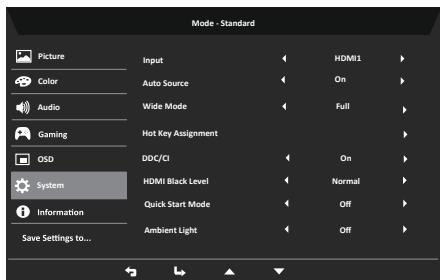 Mode - Standard
Picture
Color
Audio
Gaming
OSD
System
Information
Save Settings to...
Input HDMI1
Auto Source On
Wide Mode Full
Hot Key Assignment
DDC/CI On
HDMI Black Level Normal
Quick Start Mode Off
Ambient Light Off